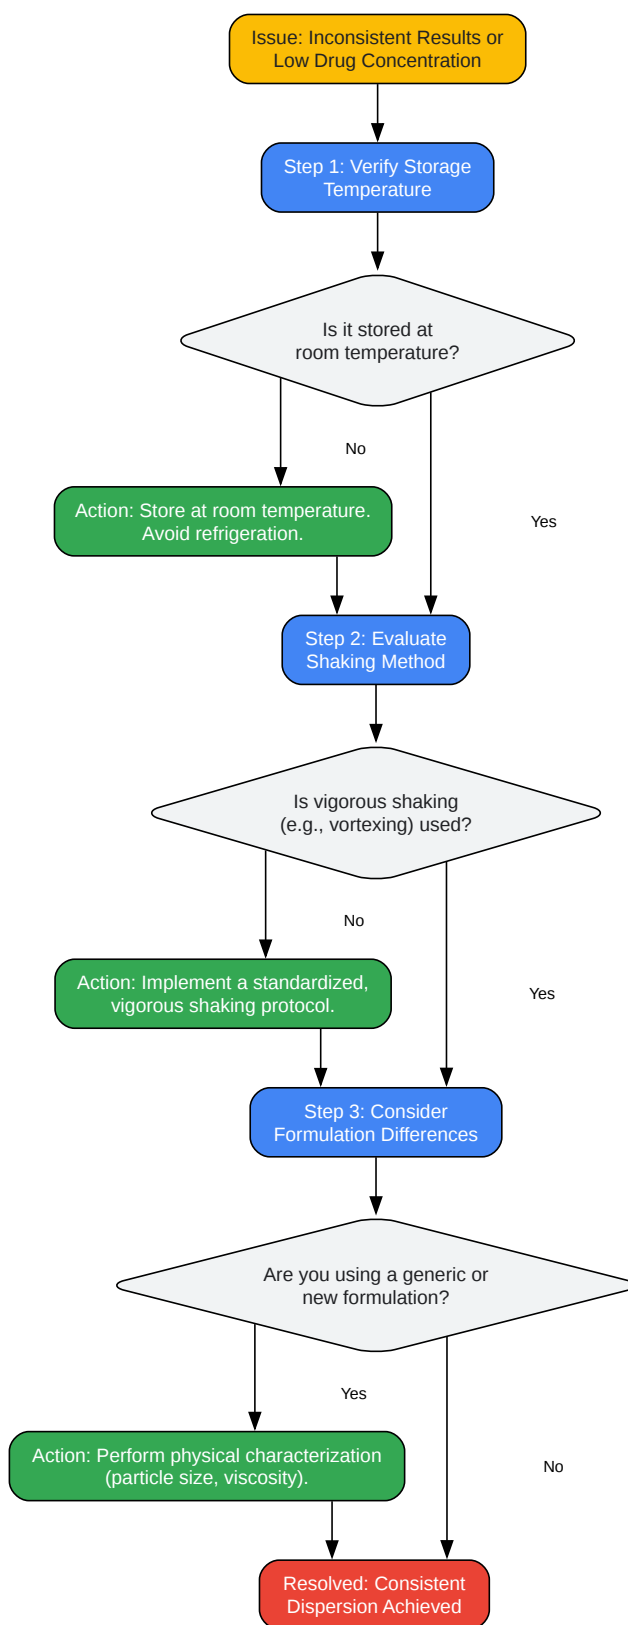 Issue: Inconsistent Results or
Low Drug Concentration
Step 1: Verify Storage
Temperature
Is it stored at
room temperature?
No
Action: Store at room temperature.
Avoid refrigeration.
Yes
Step 2: Evaluate
Shaking Method
Is vigorous shaking
(e.g., vortexing) used?
No
Action: Implement a standardized,
vigorous shaking protocol.
Yes
Step 3: Consider
Formulation Differences
Are you using a generic or
new formulation?
Yes
Action: Perform physical characterization
(particle size, viscosity).
No
Resolved: Consistent
Dispersion Achieved